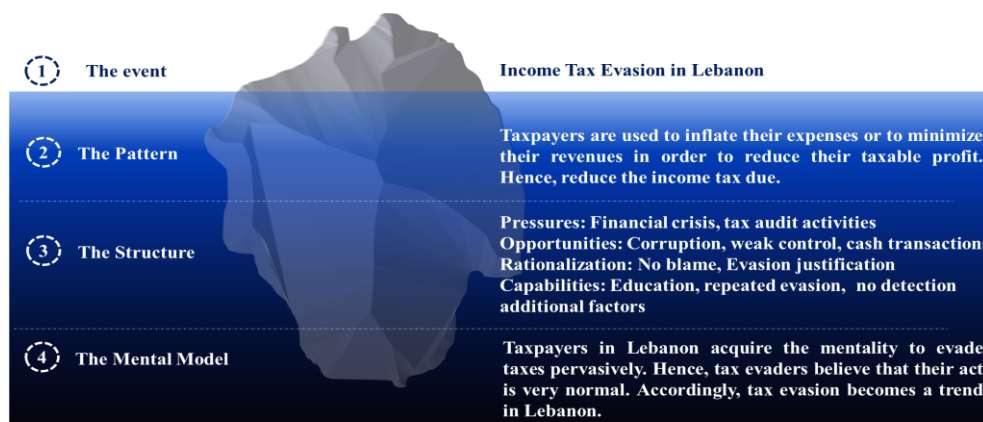 1 The event
Income Tax Evasion in Lebanon
2 The Pattern
Taxpayers are used to inflate their expenses or to minimize
their revenues in order to reduce their taxable profit.
Hence, reduce the income tax due.
3 The Structure
Pressures: Financial crisis, tax audit activities
Opportunities: Corruption, weak control, cash transactions
Rationalization: No blame, Evasion justification
Capabilities: Education, repeated evasion, no detection
additional factors
4 The Mental Model
Taxpayers in Lebanon acquire the mentality to evade
taxes pervasively. Hence, tax evaders believe that their act
is very normal. Accordingly, tax evasion becomes a trend
in Lebanon.